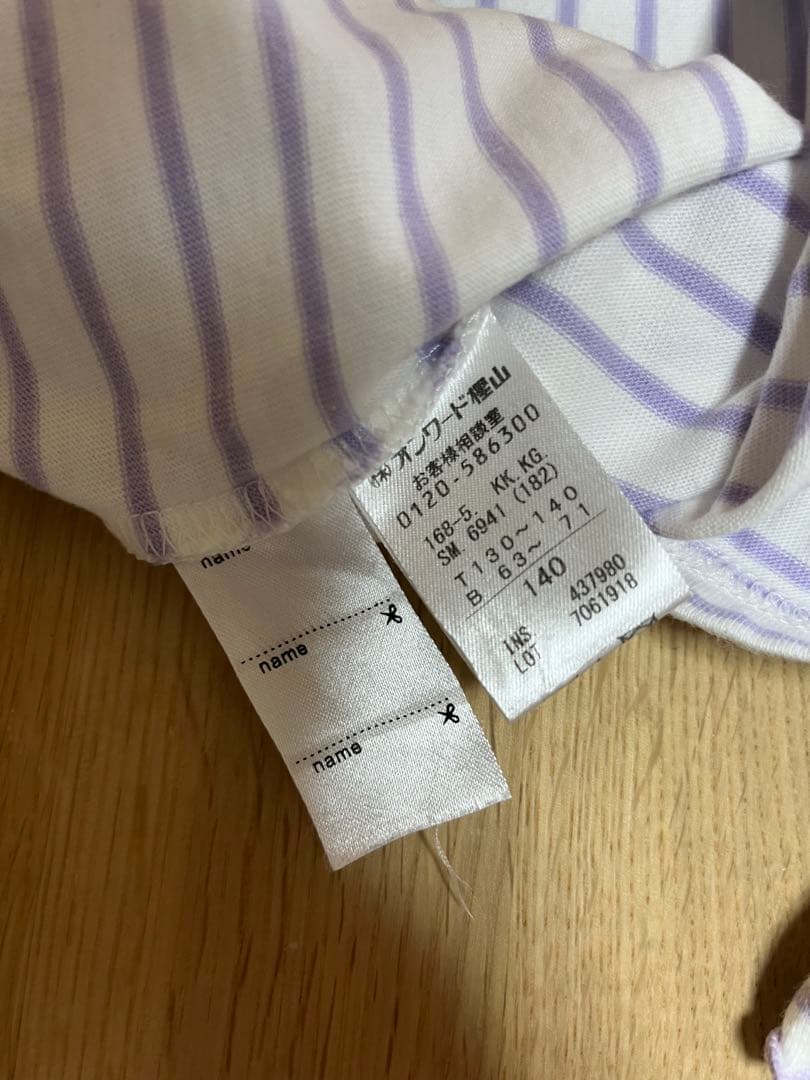 ㈱オンワード樫山
お客様相談室
0120-586300
168-5. KK. KG.
SM. 6941 (182)
T130～140
B 63～ 71
140
INS 437980
LOT 7061918
name
name
name